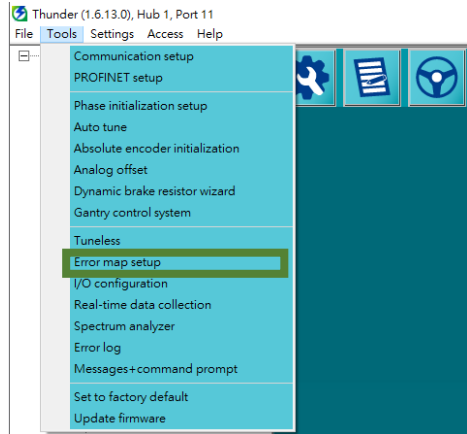 Thunder (1.6.13.0), Hub 1, Port 11
File Tools Settings Access Help
Communication setup
PROFINET setup
Phase initialization setup
Auto tune
Absolute encoder initialization
Analog offset
Dynamic brake resistor wizard
Gantry control system
Tuneless
Error map setup
I/O configuration
Real-time data collection
Spectrum analyzer
Error log
Messages+command prompt
Set to factory default
Update firmware